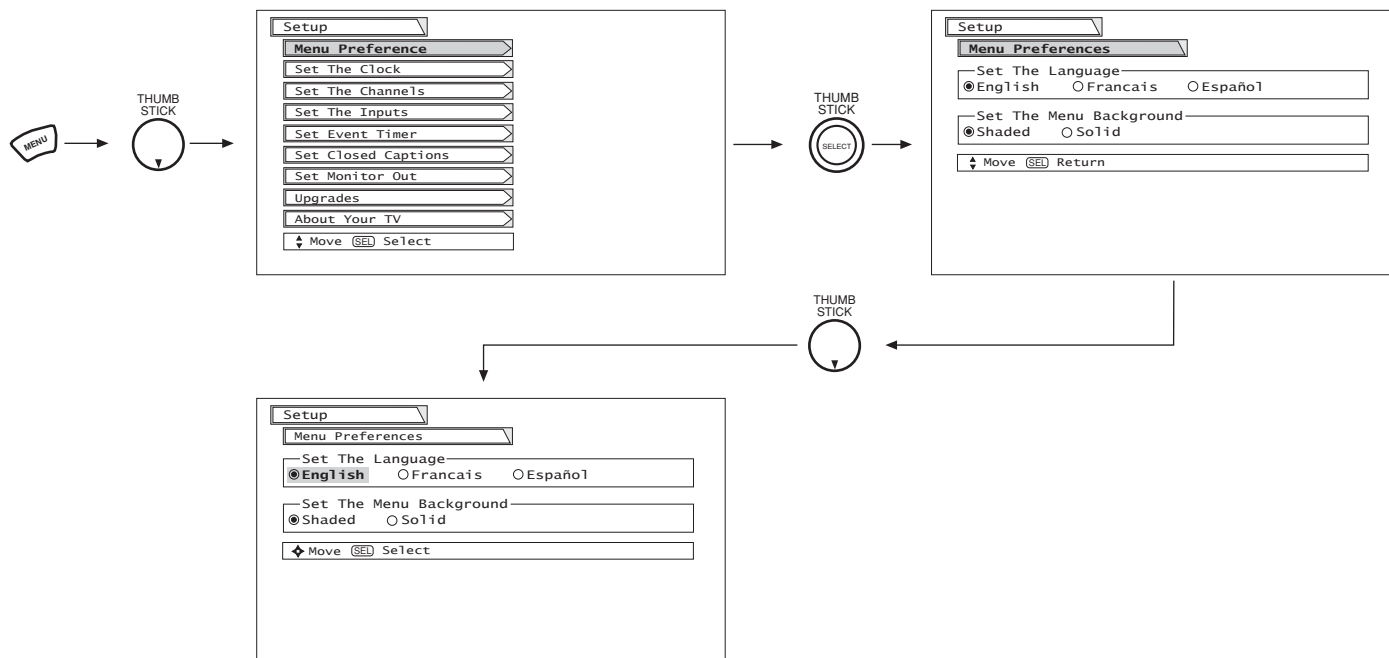 MENU
THUMB
STICK
Setup
Menu Preference
Set The Clock
Set The Channels
Set The Inputs
Set Event Timer
Set Closed Captions
Set Monitor Out
Upgrades
About Your TV
Move SEL Select
THUMB
STICK
SELECT
Setup
Menu Preferences
Set The Language
English Francais Español
Set The Menu Background
Shaded Solid
Move SEL Return
THUMB
STICK
Setup
Menu Preferences
Set The Language
English Francais Español
Set The Menu Background
Shaded Solid
Move SEL Select